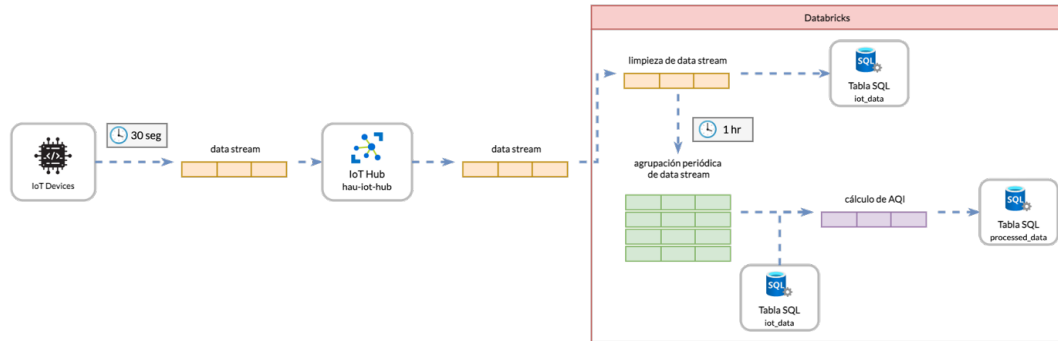 Databricks
limpieza de data stream
SQL
Tabla SQL
iot_data
30 seg
1 hr
IoT Devices
data stream
IoT Hub
hau-iot-hub
data stream
agrupación periódica
de data stream
cálculo de AQI
SQL
Tabla SQL
processed_data
SQL
Tabla SQL
iot_data